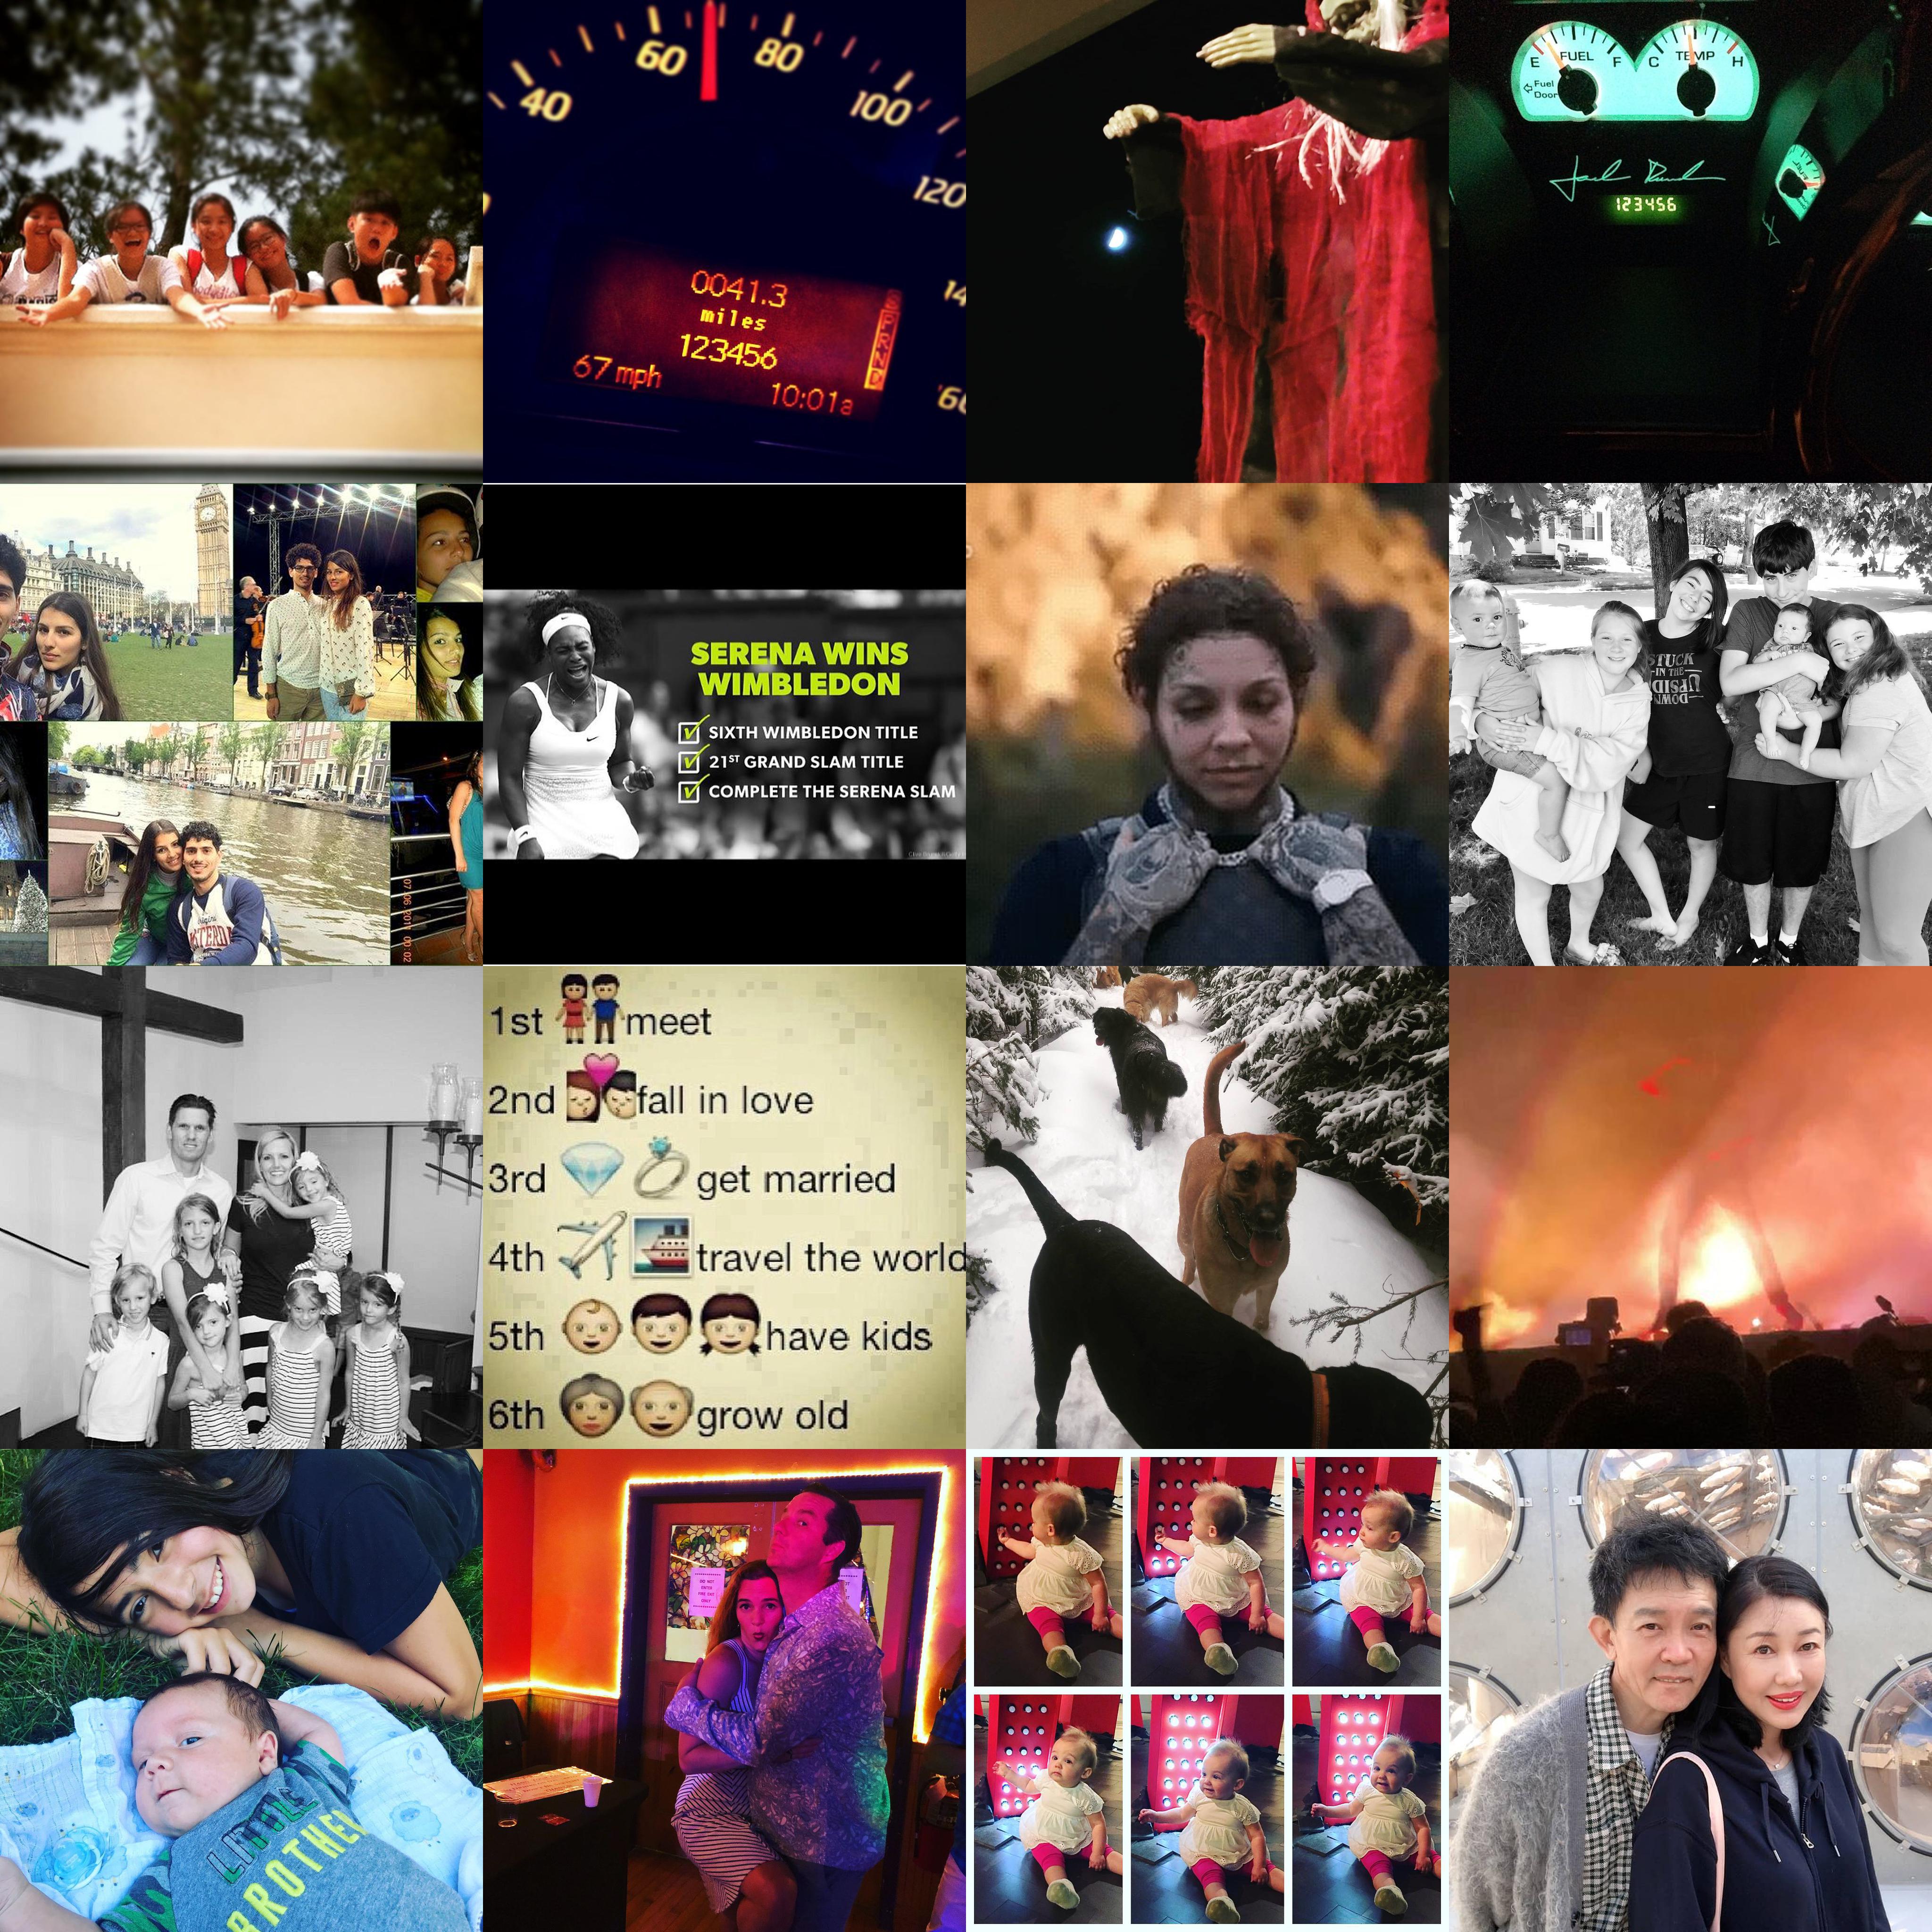 40
60
80
100
120
0041.3
miles
123456
67 mph
10:01a
E FUEL F
C TEMP H
Fuel
Door
123456
SERENA WINS
WIMBLEDON
SIXTH WIMBLEDON TITLE
21ST GRAND SLAM TITLE
COMPLETE THE SERENA SLAM
STUCK
IN THE
UPSIDE
DOWN
1st meet
2nd fall in love
3rd get married
4th travel the world
5th have kids
6th grow old
LITTLE
BROTHER